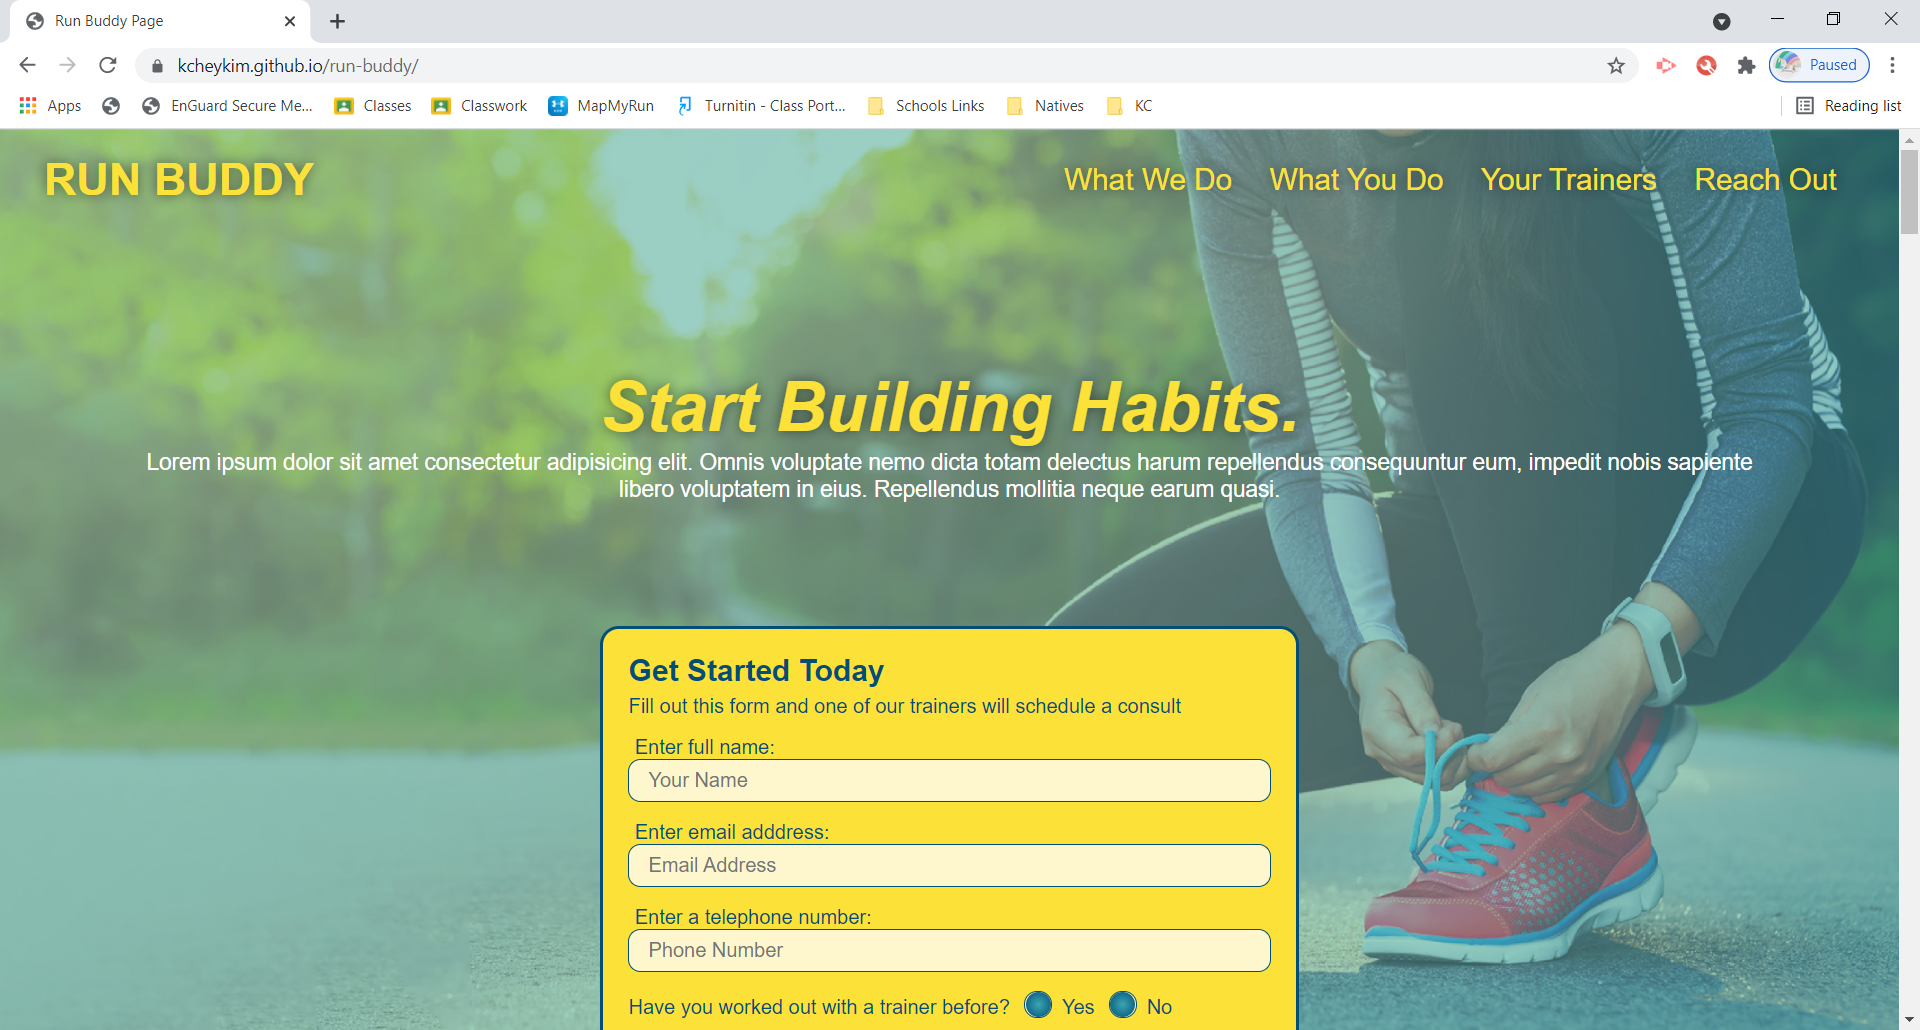 Run Buddy Page
kcheykim.github.io/run-buddy/
Paused
Apps
EnGuard Secure Me...
Classes
Classwork
MapMyRun
Turnitin - Class Port...
Schools Links
Natives
KC
Reading list
RUN BUDDY
What We Do
What You Do
Your Trainers
Reach Out
Start Building Habits.
Lorem ipsum dolor sit amet consectetur adipisicing elit. Omnis voluptate nemo dicta totam delectus harum repellendus consequuntur eum, impedit nobis sapiente
libero voluptatem in eius. Repellendus mollitia neque earum quasi.
Get Started Today
Fill out this form and one of our trainers will schedule a consult
Enter full name:
Your Name
Enter email adddress:
Email Address
Enter a telephone number:
Phone Number
Have you worked out with a trainer before? Yes No